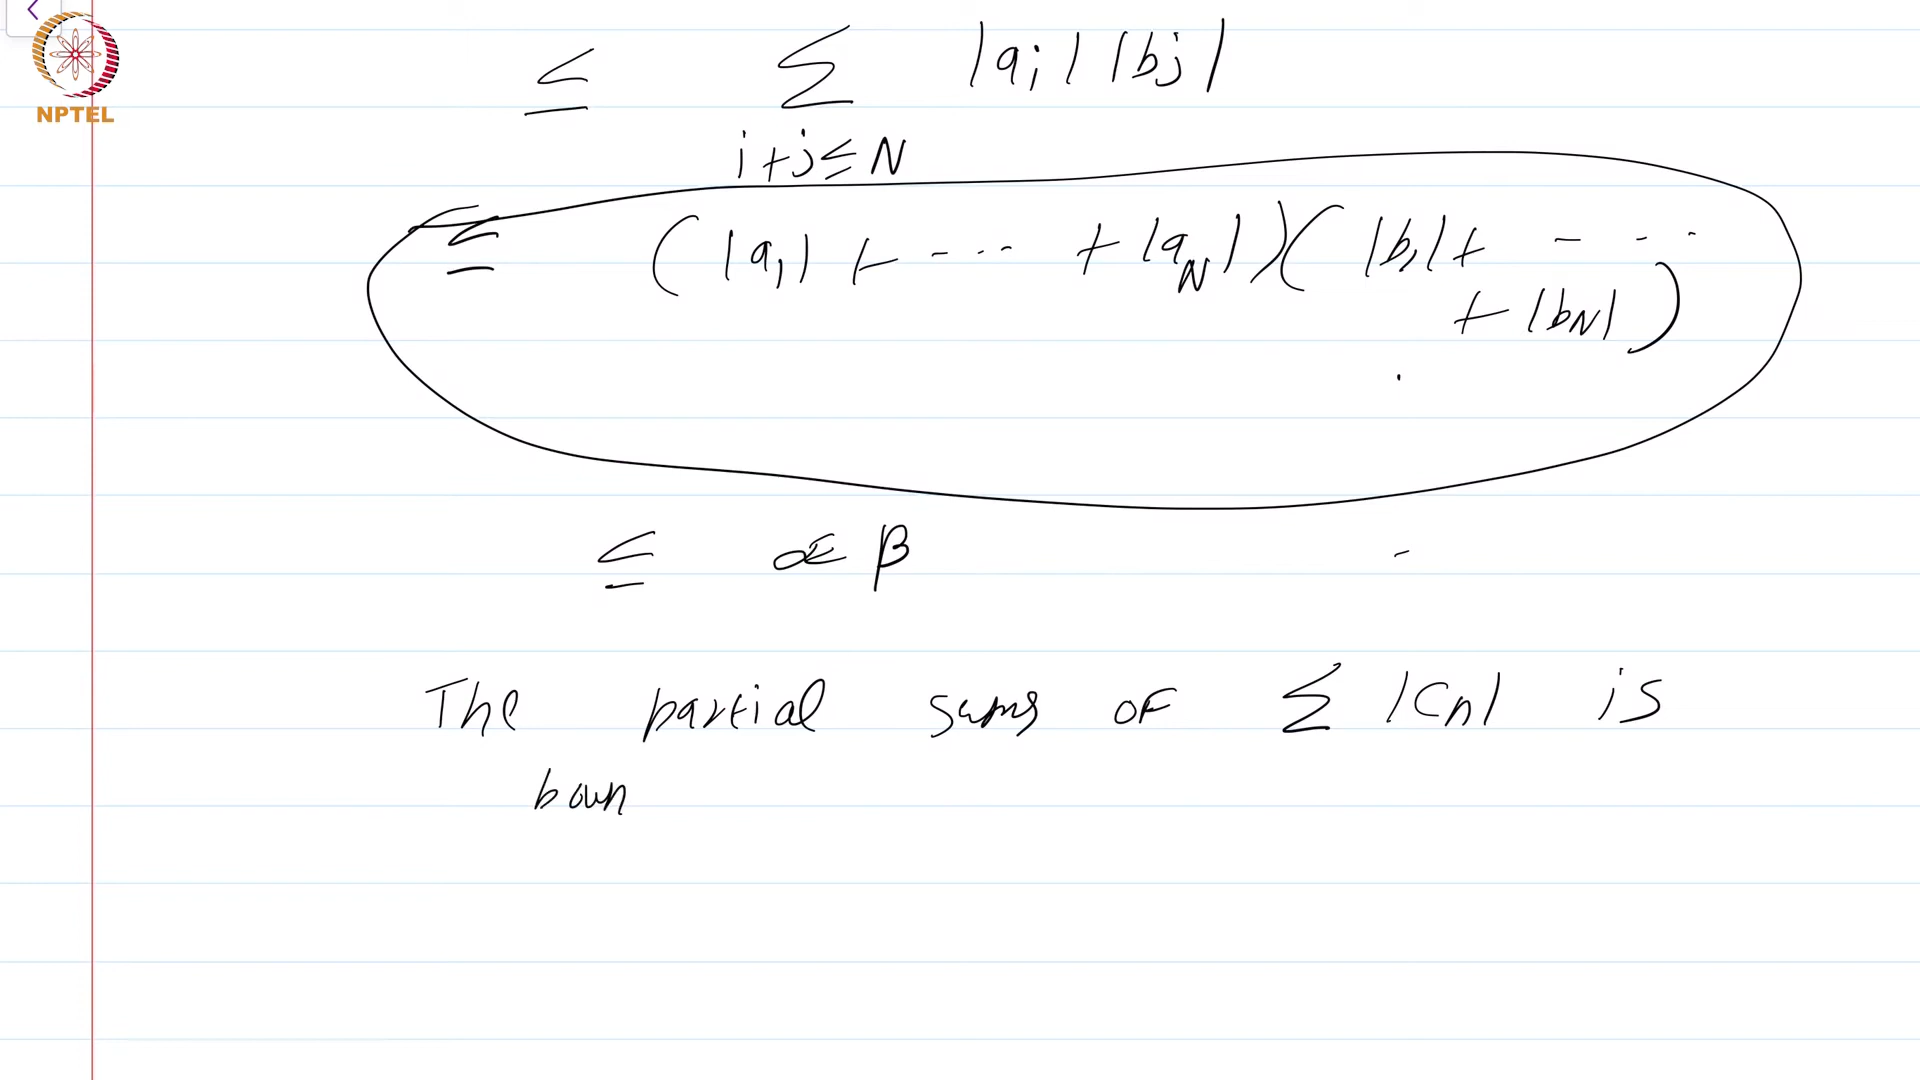 NPTEL
≤ Σ |ai| |bj|
i+j≤N
≤ (|a1| + - - - - + |aN|)(|b1| + - - -
+ |bN|)
≤ α β
The partial sums of Σ |Cn| is
boun